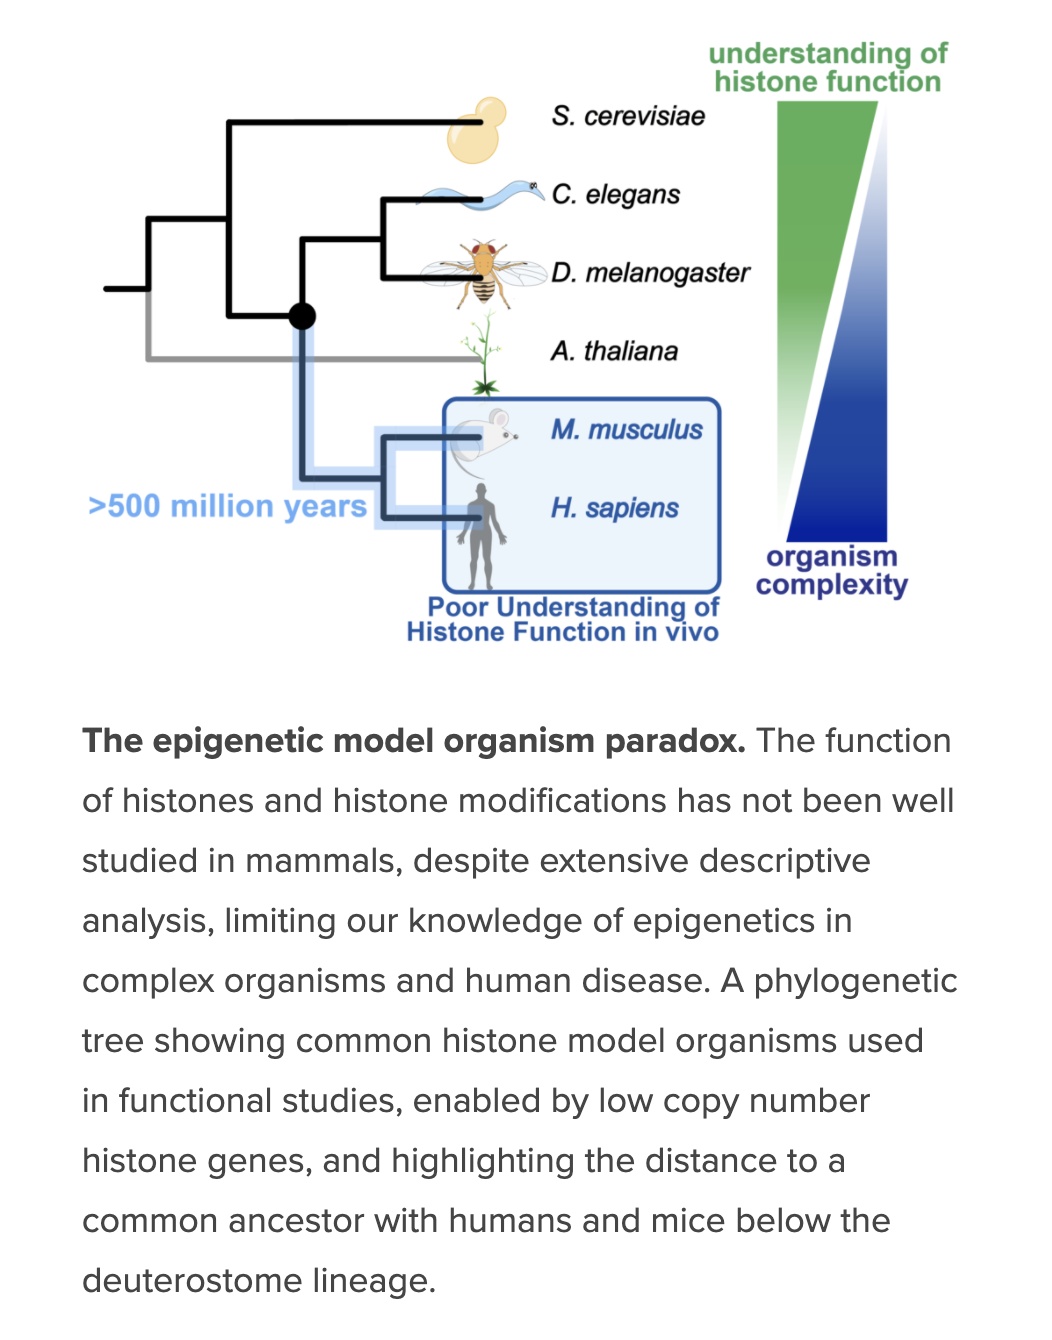 understanding of
histone function
S. cerevisiae
C. elegans
D. melanogaster
A. thaliana
M. musculus
>500 million years
H. sapiens
organism
complexity
Poor Understanding of
Histone Function in vivo
The epigenetic model organism paradox. The function
of histones and histone modifications has not been well
studied in mammals, despite extensive descriptive
analysis, limiting our knowledge of epigenetics in
complex organisms and human disease. A phylogenetic
tree showing common histone model organisms used
in functional studies, enabled by low copy number
histone genes, and highlighting the distance to a
common ancestor with humans and mice below the
deuterostome lineage.